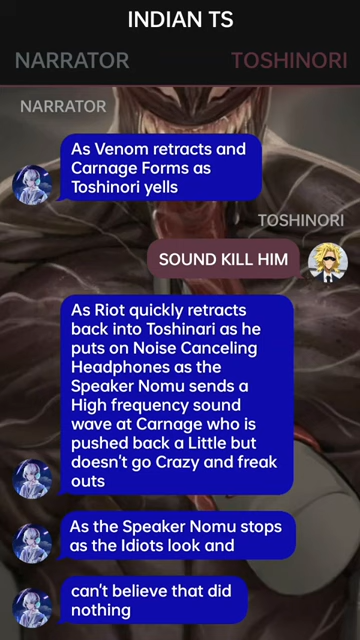 INDIAN TS
NARRATOR TOSHINORI
NARRATOR
As Venom retracts and
Carnage Forms as
Toshinori yells
TOSHINORI
SOUND KILL HIM
As Riot quickly retracts
back into Toshinari as he
puts on Noise Canceling
Headphones as the
Speaker Nomu sends a
High frequency sound
wave at Carnage who is
pushed back a Little but
doesn't go Crazy and freak
outs
As the Speaker Nomu stops
as the Idiots look and
can't believe that did
nothing